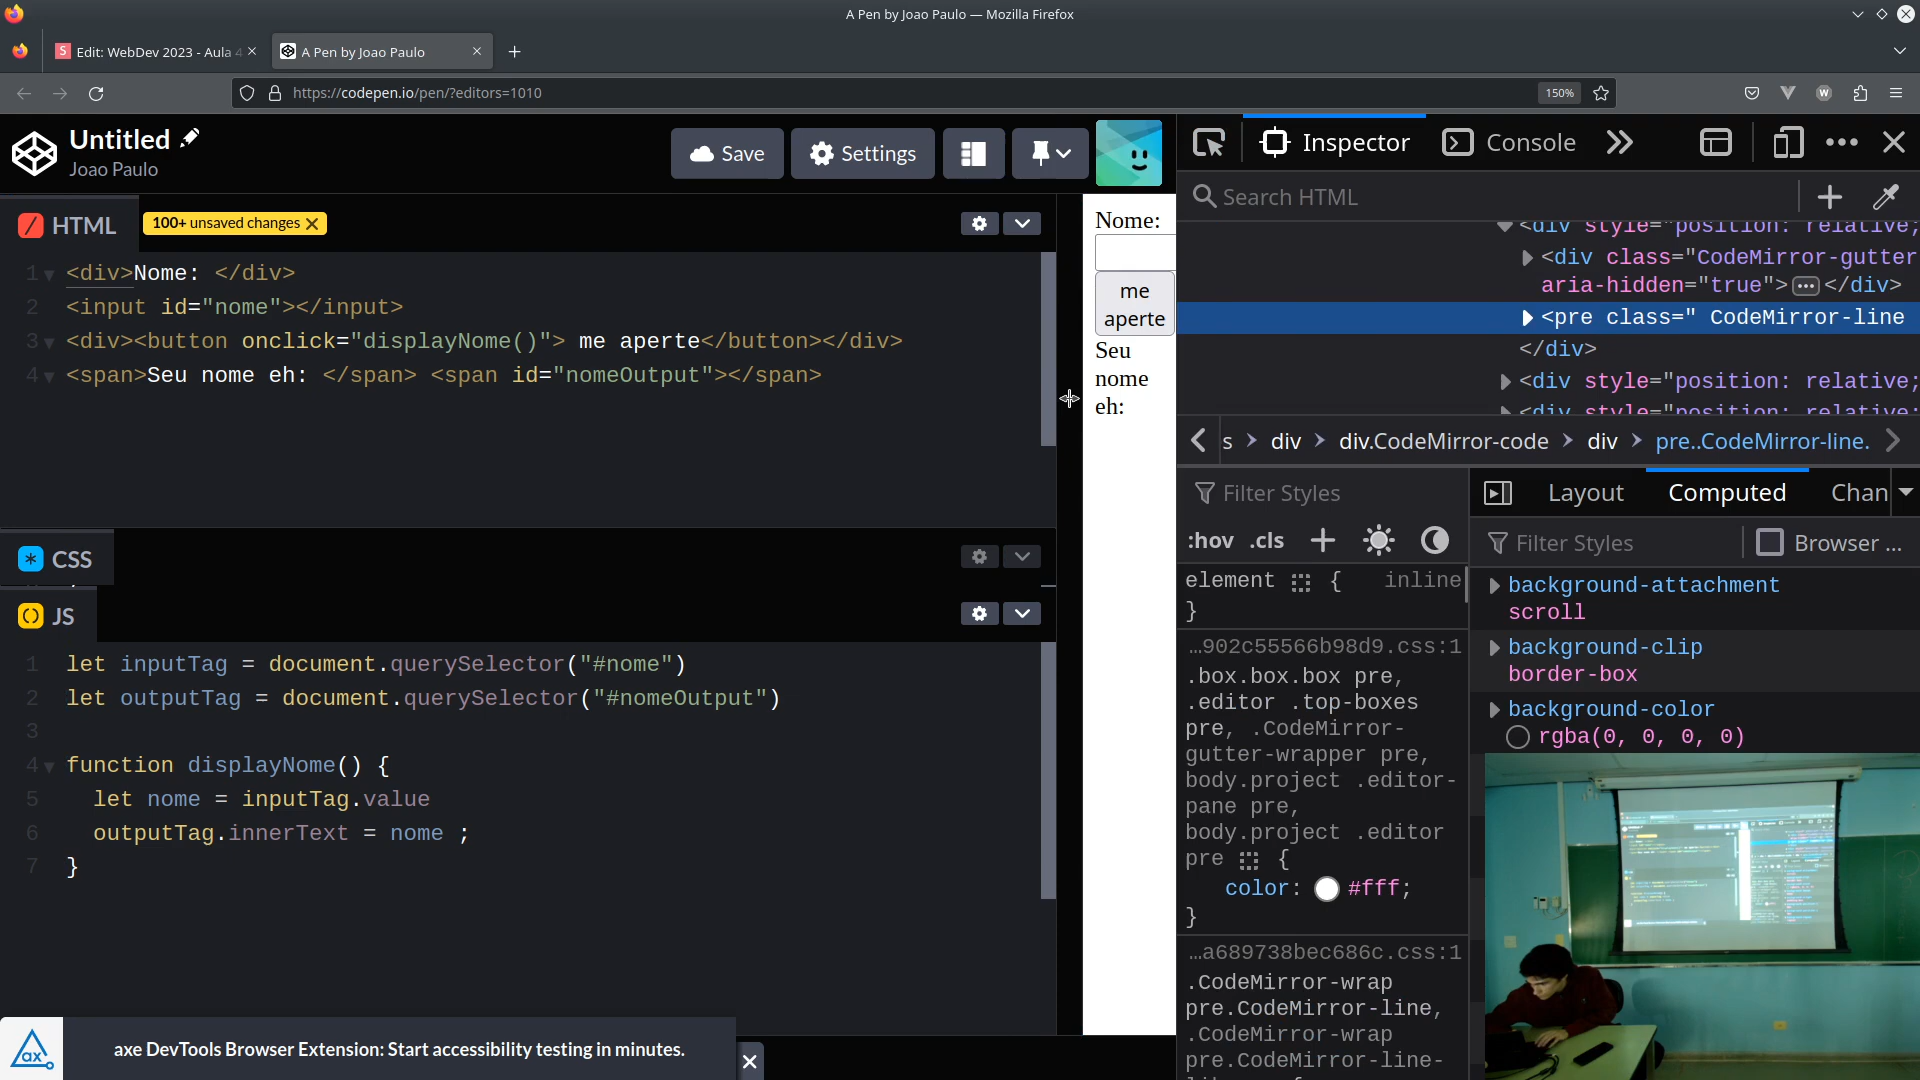 A Pen by Joao Paulo — Mozilla Firefox
Edit: WebDev 2023 - Aula 4
A Pen by Joao Paulo
https://codepen.io/pen/?editors=1010
150%
W
Untitled
Joao Paulo
Save
Settings
HTML
100+ unsaved changes
1 <div>Nome: </div>
2 <input id="nome"></input>
3 <div><button onclick="displayNome()"> me aperte</button></div>
4 <span>Seu nome eh: </span> <span id="nomeOutput"></span>
CSS
JS
1 let inputTag = document.querySelector("#nome")
2 let outputTag = document.querySelector("#nomeOutput")
3
4 function displayNome() {
5 let nome = inputTag.value
6 outputTag.innerText = nome ;
7 }
ax
axe DevTools Browser Extension: Start accessibility testing in minutes.
Nome:
me
aperte
Seu
nome
eh:
Inspector
Console
Search HTML
<div style="position: relative;
<div class="CodeMirror-gutter
aria-hidden="true"> </div>
<pre class=" CodeMirror-line
</div>
<div style="position: relative;
<div style="position: relative;
s > div > div.CodeMirror-code > div > pre..CodeMirror-line.
Filter Styles
:hov .cls
element { inline
}
…902c55566b98d9.css:1
.box.box.box pre,
.editor .top-boxes
pre, .CodeMirror-
gutter-wrapper pre,
body.project .editor-
pane pre,
body.project .editor
pre {
color: #fff;
}
…a689738bec686c.css:1
.CodeMirror-wrap
pre.CodeMirror-line,
.CodeMirror-wrap
pre.CodeMirror-line-
Layout
Computed
Chan
Filter Styles
Browser ...
background-attachment
scroll
background-clip
border-box
background-color
rgba(0, 0, 0, 0)